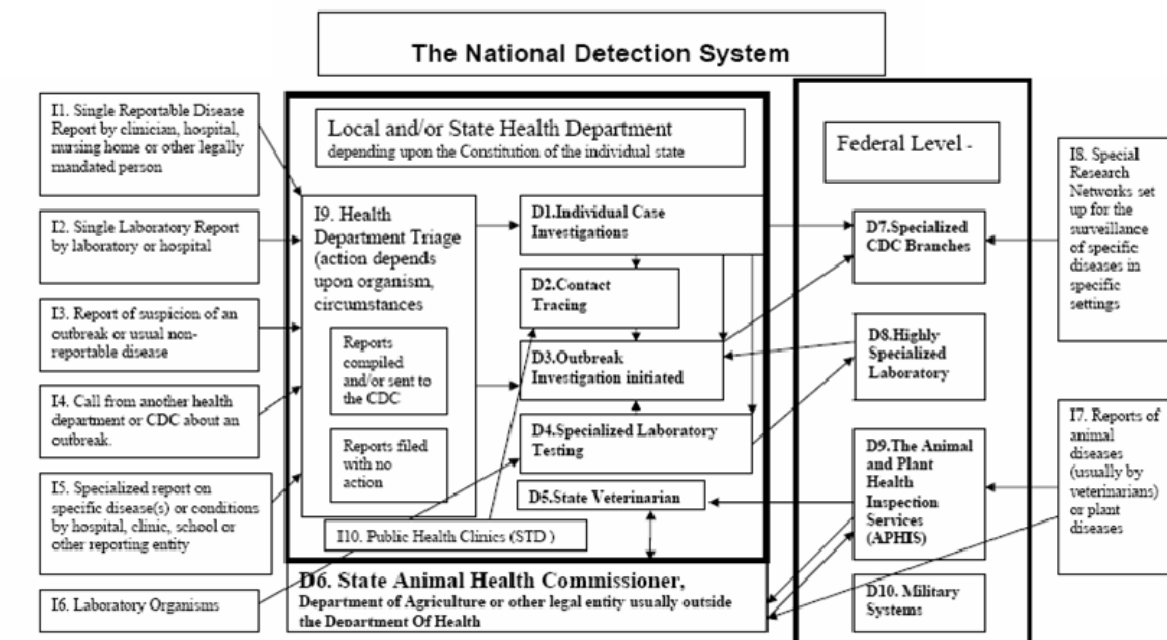 The National Detection System
I1. Single Reportable Disease
Report by clinician, hospital,
nursing home or other legally
mandated person
I2. Single Laboratory Report
by laboratory or hospital
I3. Report of suspicion of an
outbreak or usual non-
reportable disease
I4. Call from another health
department or CDC about an
outbreak.
I5. Specialized report on
specific disease(s) or conditions
by hospital, clinic, school or
other reporting entity
I6. Laboratory Organisms
Local and/or State Health Department
depending upon the Constitution of the individual state
I9. Health
Department Triage
(action depends
upon organism,
circumstances
Reports
compiled
and/or sent to
the CDC
Reports filed
with no
action
I10. Public Health Clinics (STD )
D1.Individual Case
Investigations
D2.Contact
Tracing
D3.Outbreak
Investigation initiated
D4.Specialized Laboratory
Testing
D5.State Veterinarian
D6. State Animal Health Commissioner,
Department of Agriculture or other legal entity usually outside
the Department Of Health
Federal Level -
D7.Specialized
CDC Branches
D8.Highly
Specialized
Laboratory
D9.The Animal
and Plant
Health
Inspection
Services
(APHIS)
D10. Military
Systems
I8. Special
Research
Networks set
up for the
surveillance
of specific
diseases in
specific
settings
I7. Reports of
animal
diseases
(usually by
veterinarians)
or plant
diseases